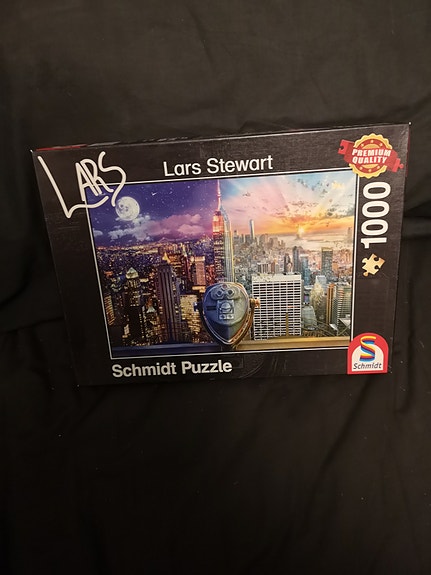 LARS
Lars Stewart
PREMIUM
QUALITY
1000
Schmidt Puzzle
S
Schmidt